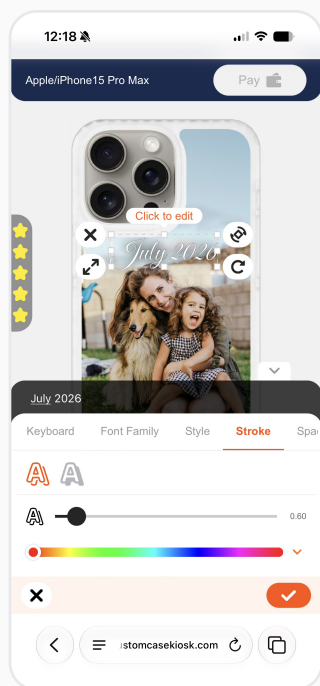 12:18
Apple/iPhone15 Pro Max
Pay
Click to edit
July 2026
July 2026
Keyboard
Font Family
Style
Stroke
Spa
A A
A
0.60
stomcasekiosk.com